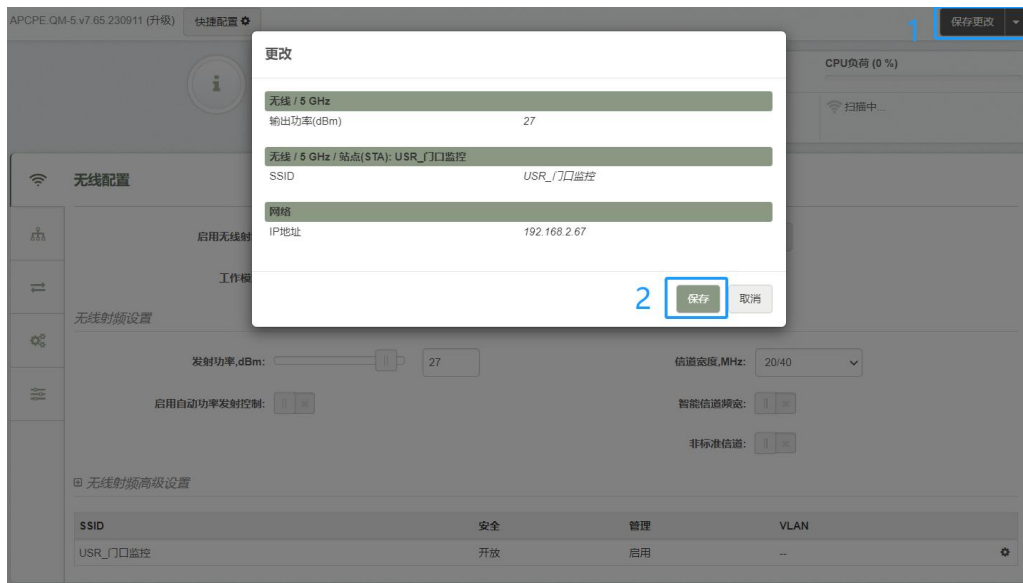 APCPE.QM-5.v7.65.230911 (升级) 快捷配置
1 保存更改
更改
CPU负荷 (0 %)
无线 / 5 GHz
输出功率(dBm) 27
扫描中...
无线 / 5 GHz / 站点(STA): USR_门口监控
SSID USR_门口监控
无线配置
网络
IP地址 192.168.2.67
启用无线射
工作模
2 保存 取消
无线射频设置
发射功率,dBm: 27 信道宽度,MHz: 20/40
启用自动功率发射控制: 智能信道频宽:
非标准信道:
无线射频高级设置
SSID 安全 管理 VLAN
USR_门口监控 开放 启用 --